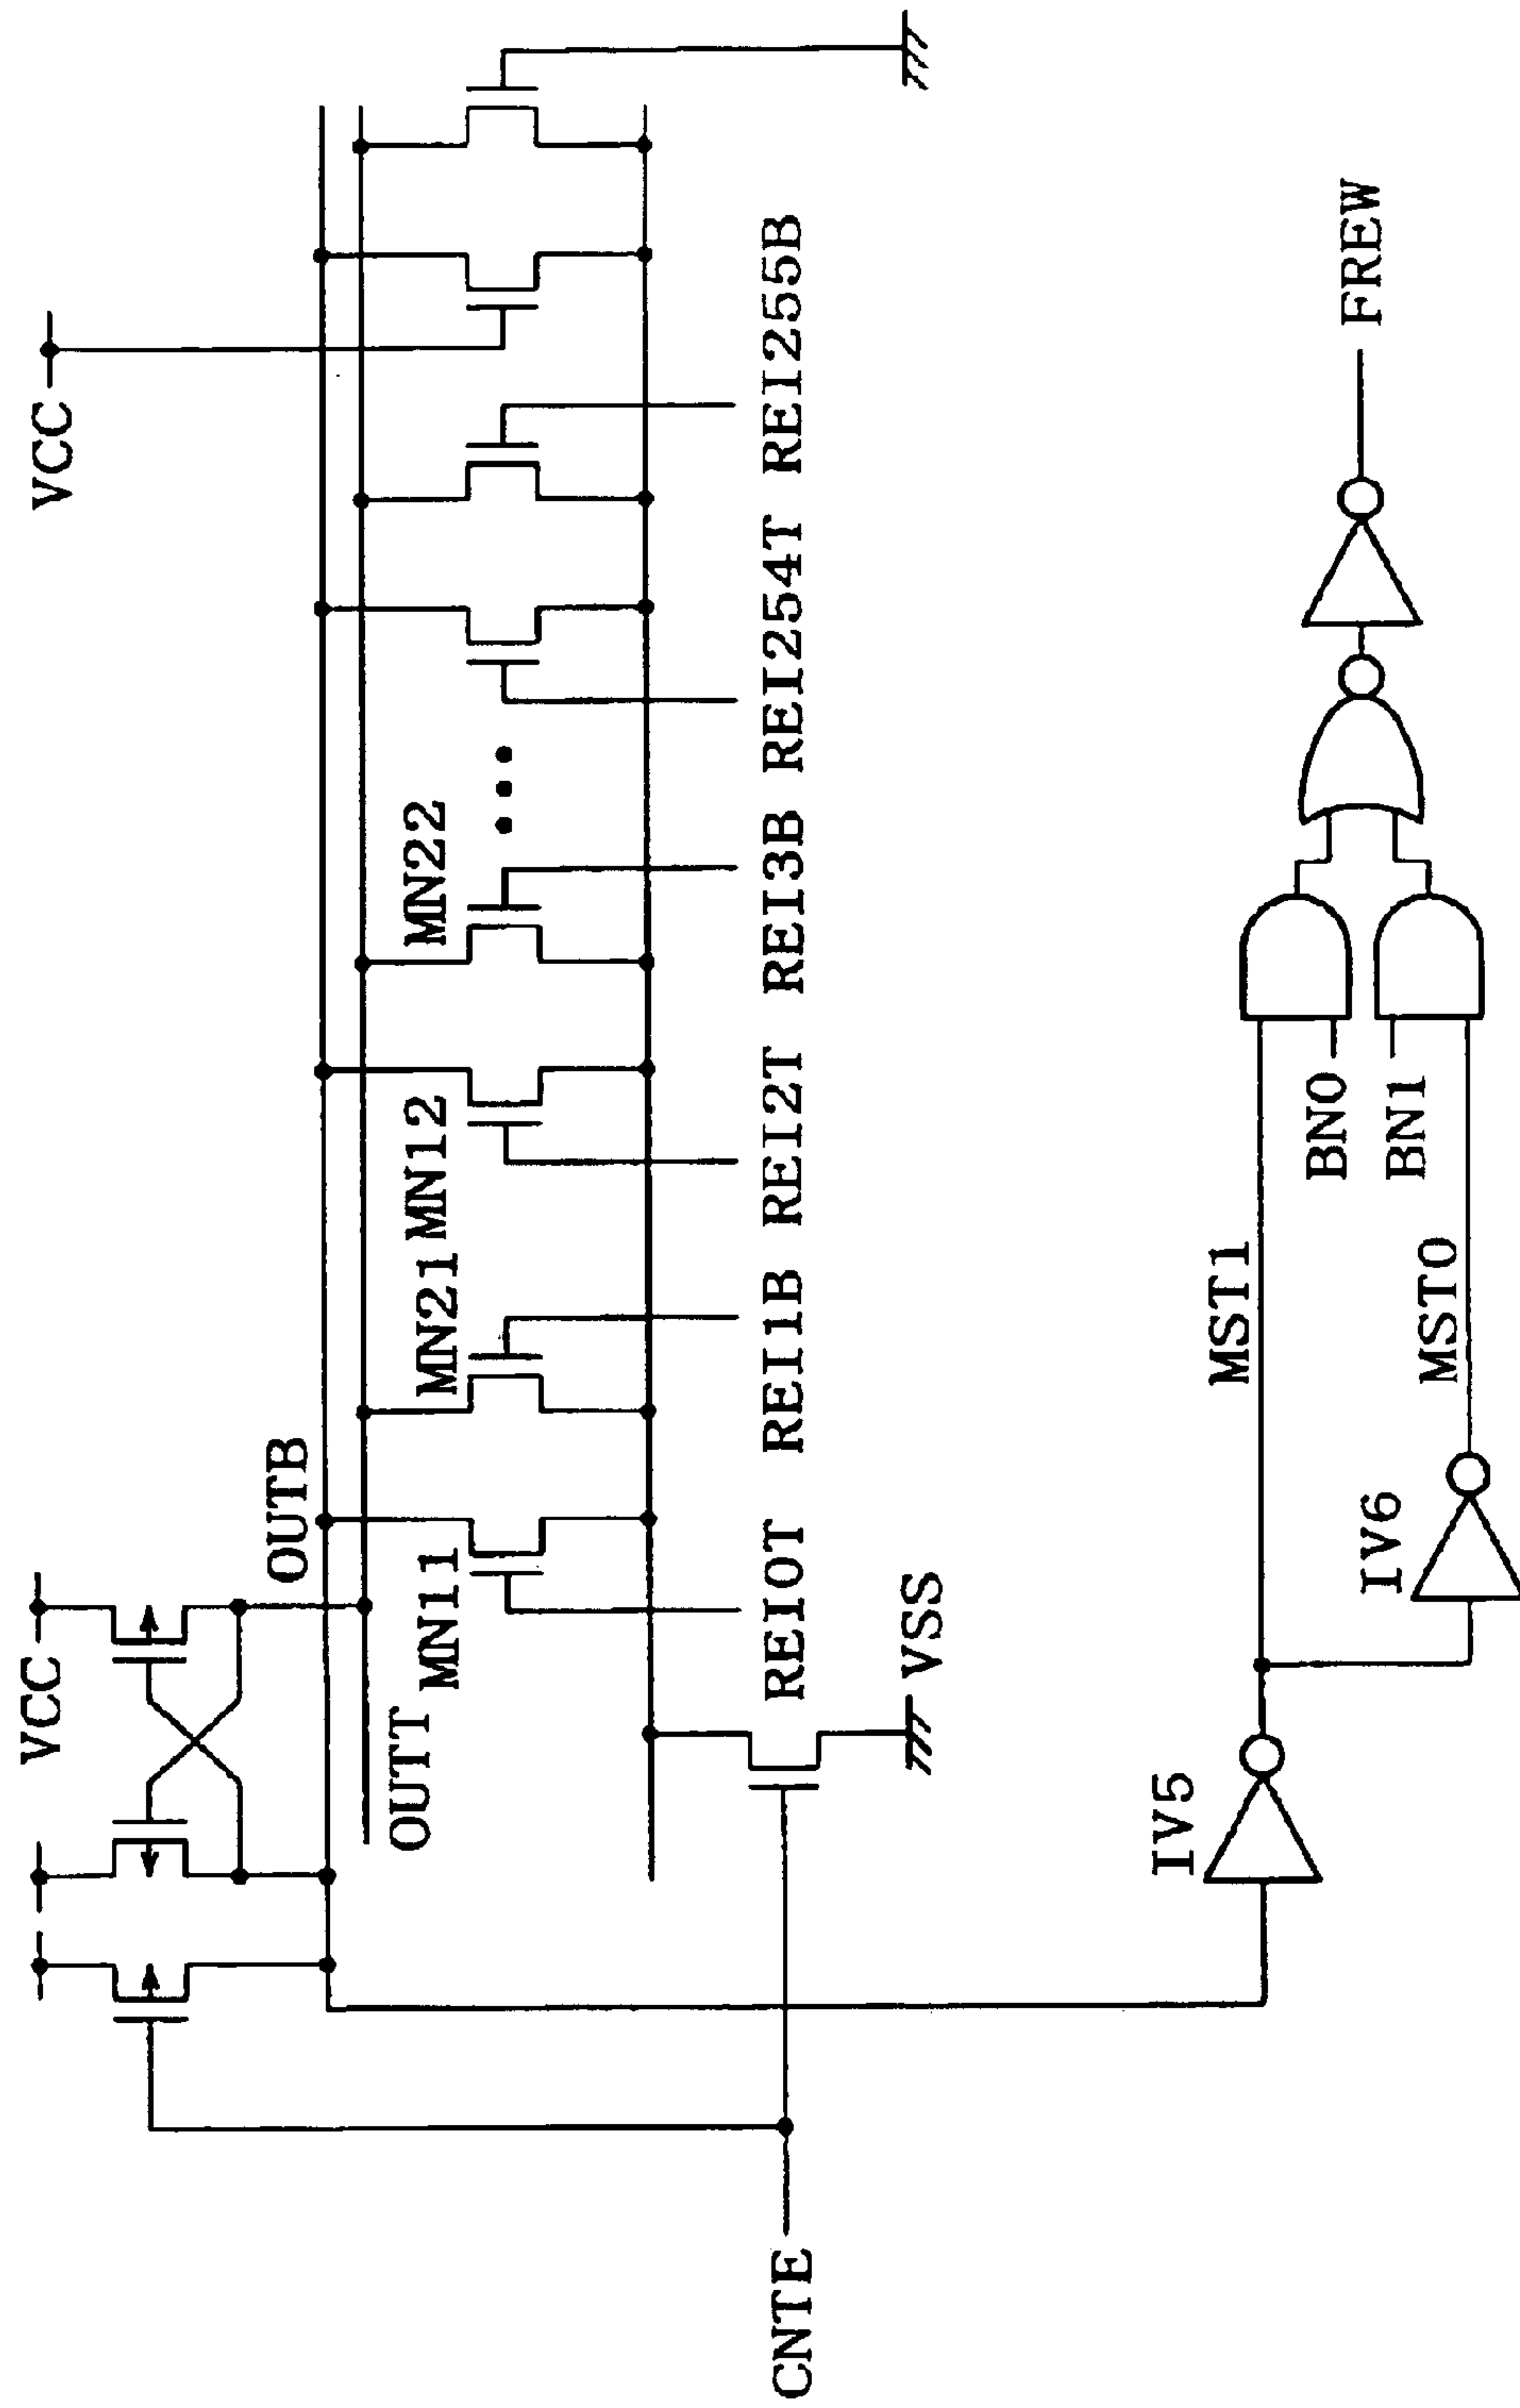 VCC
VCC
OUTB
OUTT
MN11
MN21
MN12
MN22
CNTE
VSS
REI0T
REI1B
REI2T
REI3B
REI254T
REI255B
IV5
IV6
MST1
MST0
BN0
BN1
FREW